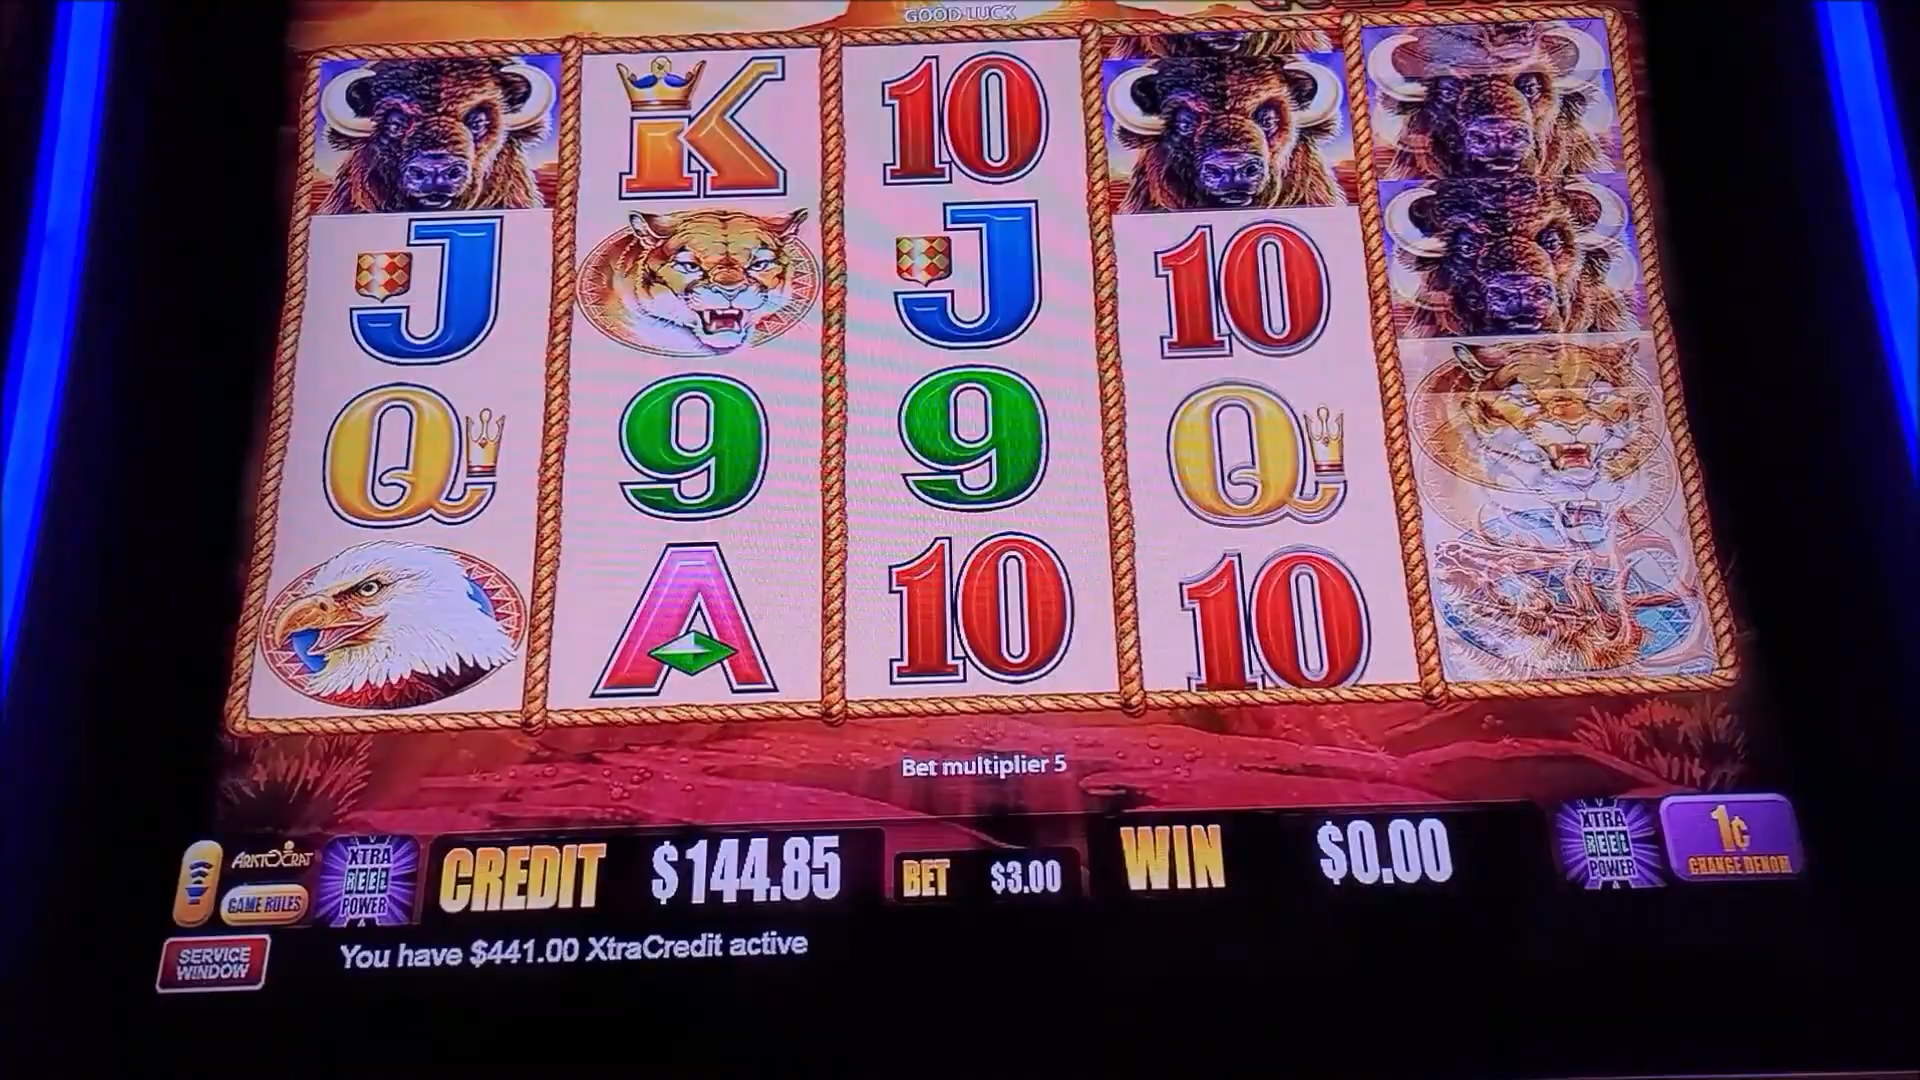 GOOD LUCK
K 10
J J 10
Q 9 9 Q
A 10 10
Bet multiplier 5
ARISTOCRAT
GAME RULES
XTRA
REEL
POWER
CREDIT $144.85
BET $3.00
WIN $0.00
XTRA
REEL
POWER
1¢
CHANGE DENOM
SERVICE
WINDOW
You have $441.00 XtraCredit active